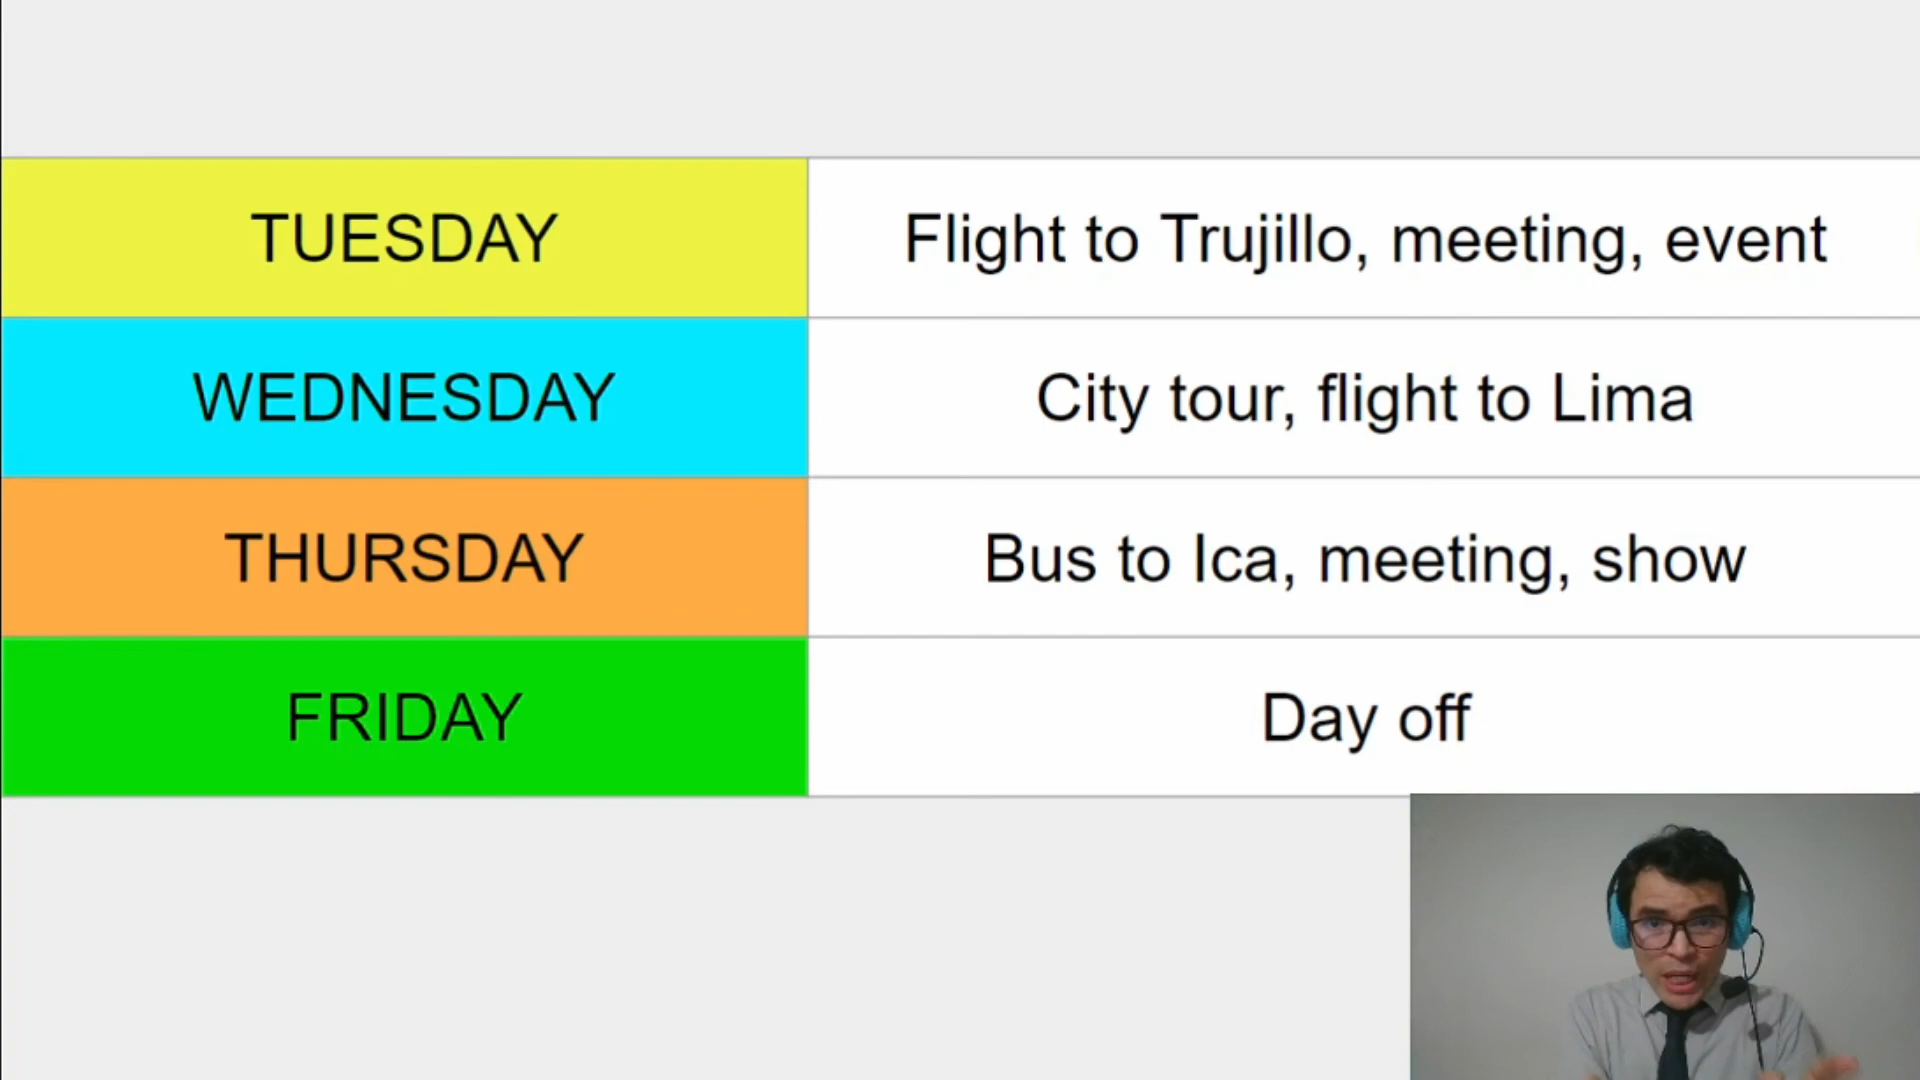 TUESDAY
Flight to Trujillo, meeting, event
WEDNESDAY
City tour, flight to Lima
THURSDAY
Bus to Ica, meeting, show
FRIDAY
Day off